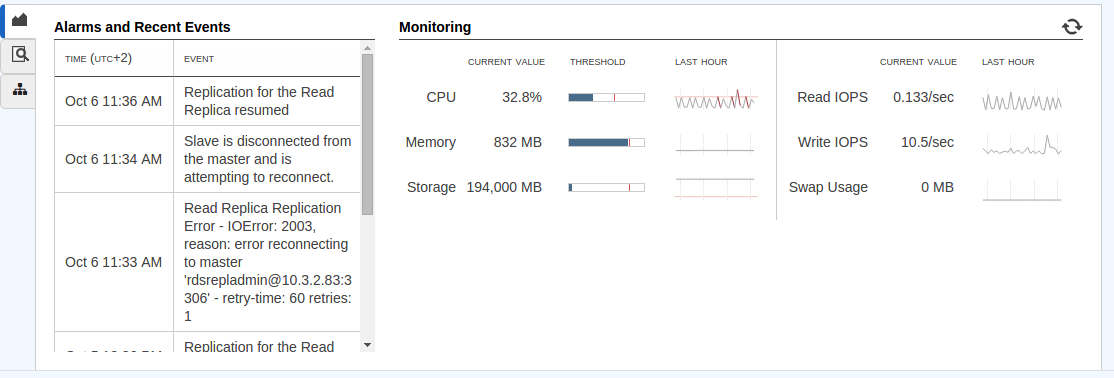 Alarms and Recent Events
TIME (UTC+2) EVENT
Oct 6 11:36 AM
Replication for the Read
Replica resumed
Oct 6 11:34 AM
Slave is disconnected from
the master and is
attempting to reconnect.
Oct 6 11:33 AM
Read Replica Replication
Error - IOError: 2003,
reason: error reconnecting
to master
'rdsrepladmin@10.3.2.83:3
306' - retry-time: 60 retries:
1
Replication for the Read
Monitoring
CURRENT VALUE THRESHOLD LAST HOUR
CPU 32.8%
Memory 832 MB
Storage 194,000 MB
CURRENT VALUE LAST HOUR
Read IOPS 0.133/sec
Write IOPS 10.5/sec
Swap Usage 0 MB